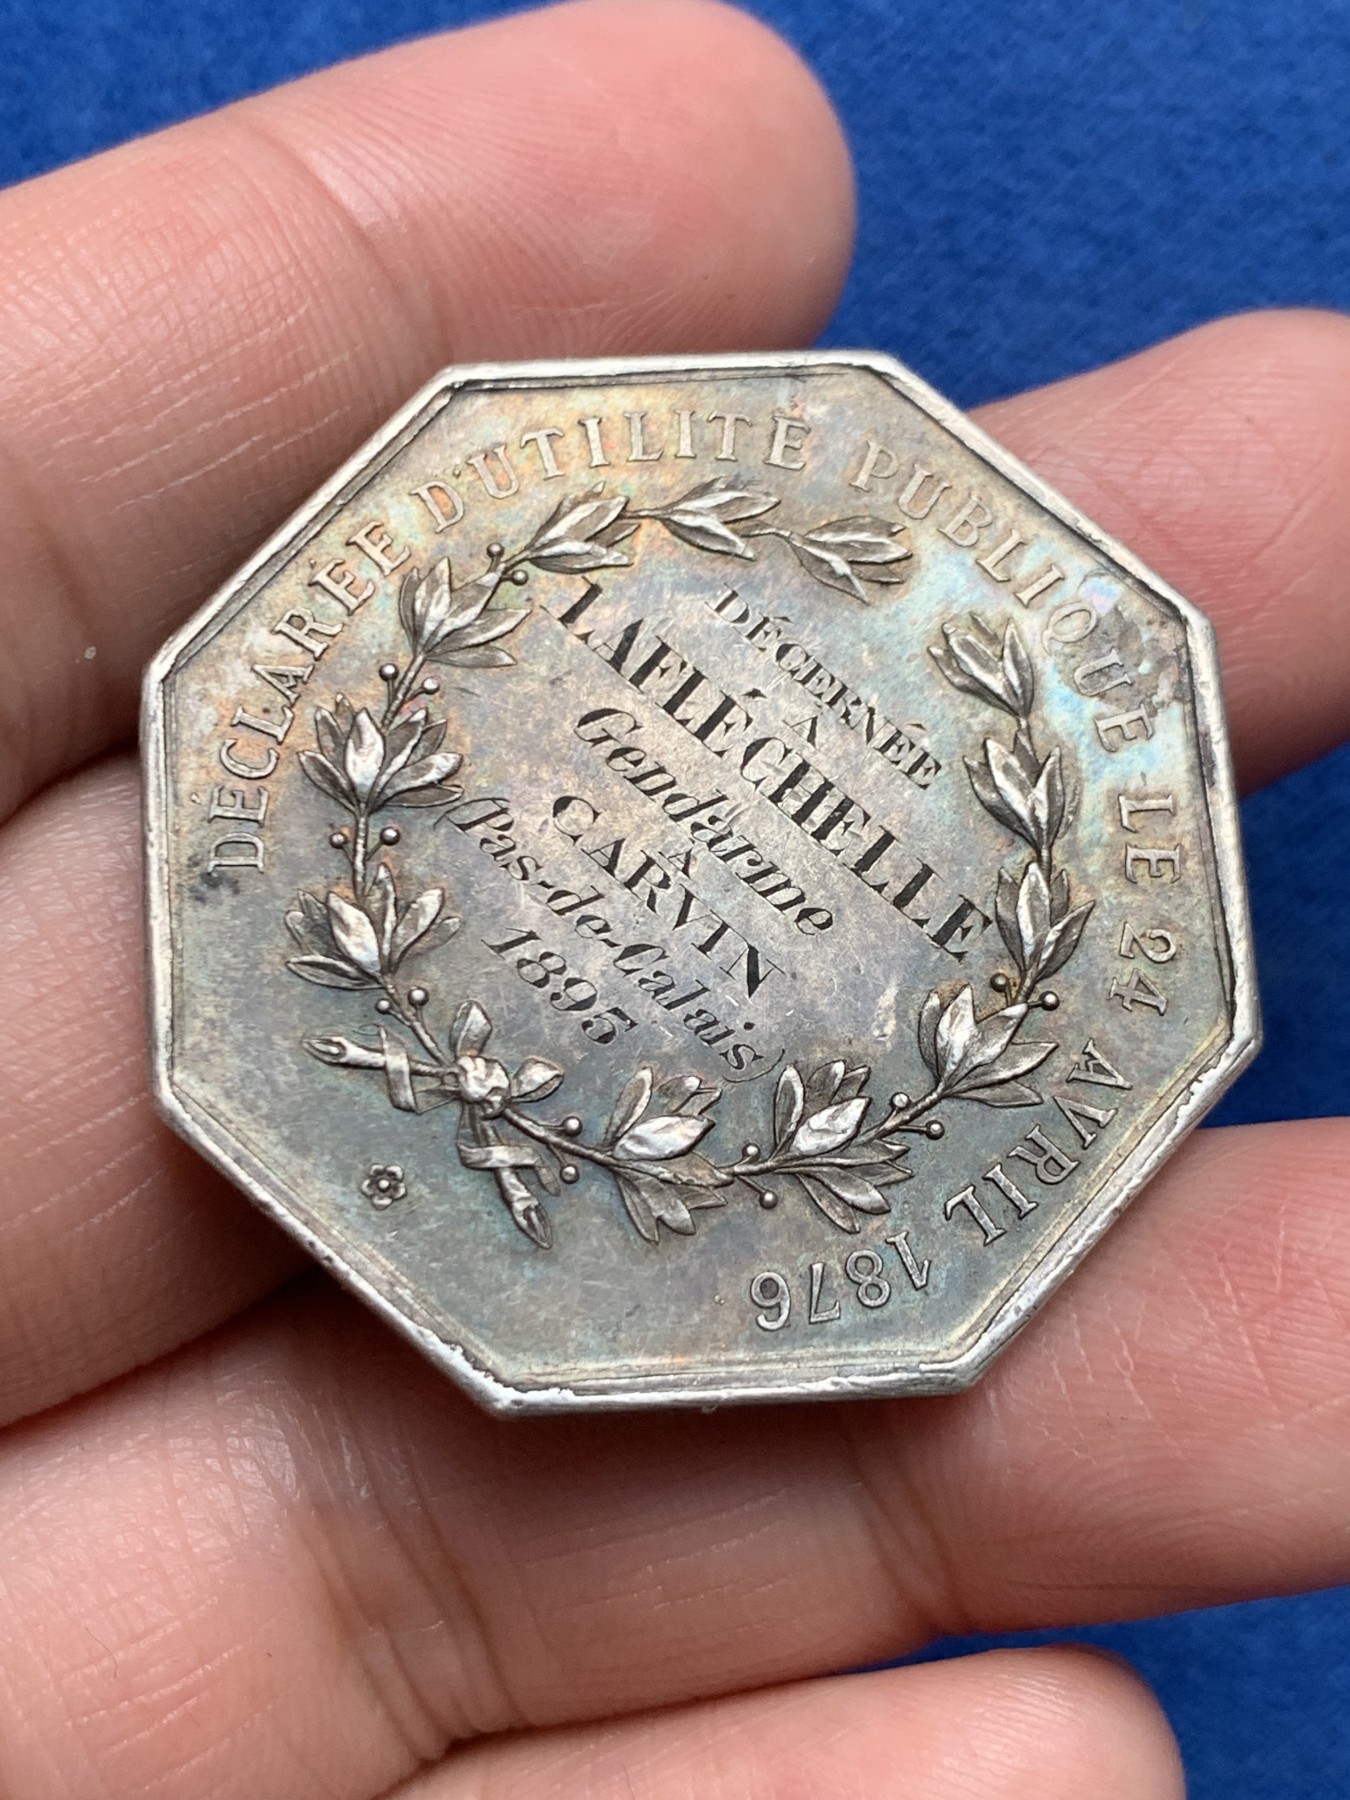 DÉCLARÉE D'UTILITÉ PUBLIQUE LE 24 AVRIL 1876
DÉCERNÉE
À
LAFLÉCHELLE
Gendarme
À
CARVIN
(Pas-de-Calais)
1895